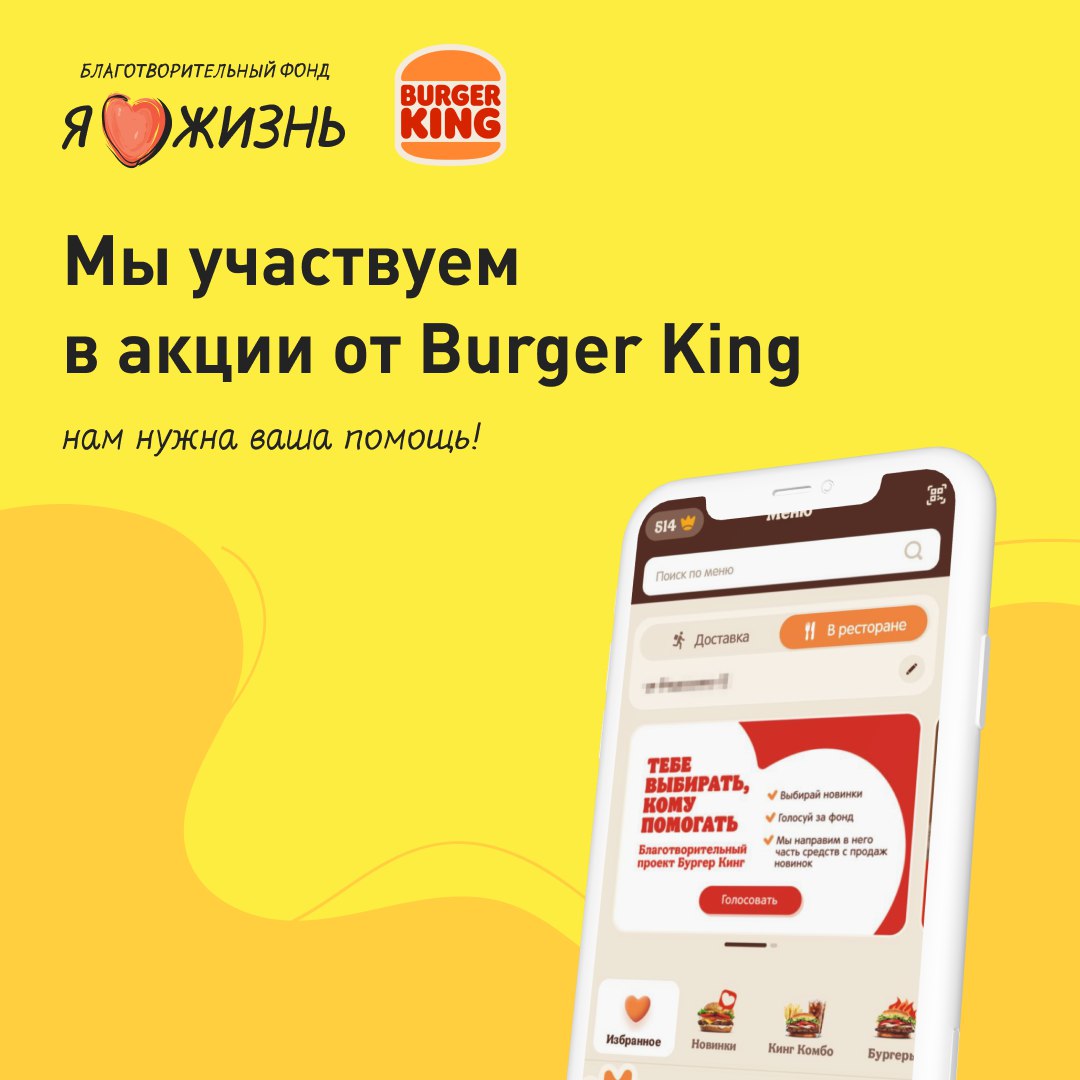 БЛАГОТВОРИТЕЛЬНЫЙ ФОНД
Я ЖИЗНЬ
BURGER
KING
Мы участвуем
в акции от Burger King
нам нужна ваша помощь!
514
Меню
Поиск по меню
Доставка
В ресторане
ТЕБЕ
ВЫБИРАТЬ,
КОМУ
ПОМОГАТЬ
Благотворительный
проект Бургер Кинг
Выбирай новинки
Голосуй за фонд
Мы направим в него
часть средств с продаж
новинок
Голосовать
Избранное
Новинки
Кинг Комбо
Бургеры